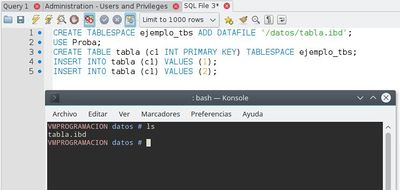 Query 1 Administration - Users and Privileges SQL File 3*
Limit to 1000 rows
1 CREATE TABLESPACE ejemplo_tbs ADD DATAFILE '/datos/tabla.ibd';
2 USE Proba;
3 CREATE TABLE tabla (c1 INT PRIMARY KEY) TABLESPACE ejemplo_tbs;
4 INSERT INTO tabla (c1) VALUES (1);
5 INSERT INTO tabla (c1) VALUES (2);
: bash — Konsole
Archivo Editar Ver Marcadores Preferencias Ayuda
VMPROGRAMACION datos # ls
tabla.ibd
VMPROGRAMACION datos #